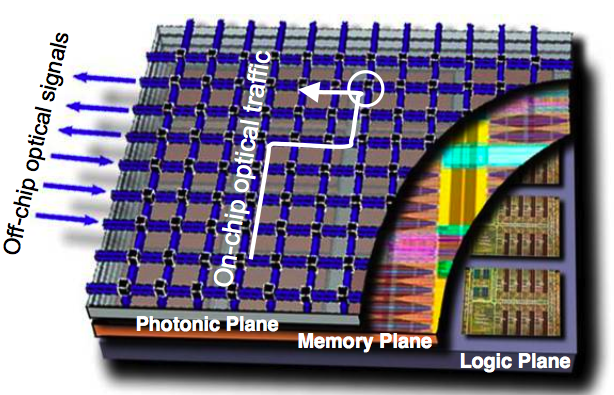 Off-chip optical signals
On-chip optical traffic
Photonic Plane
Memory Plane
Logic Plane